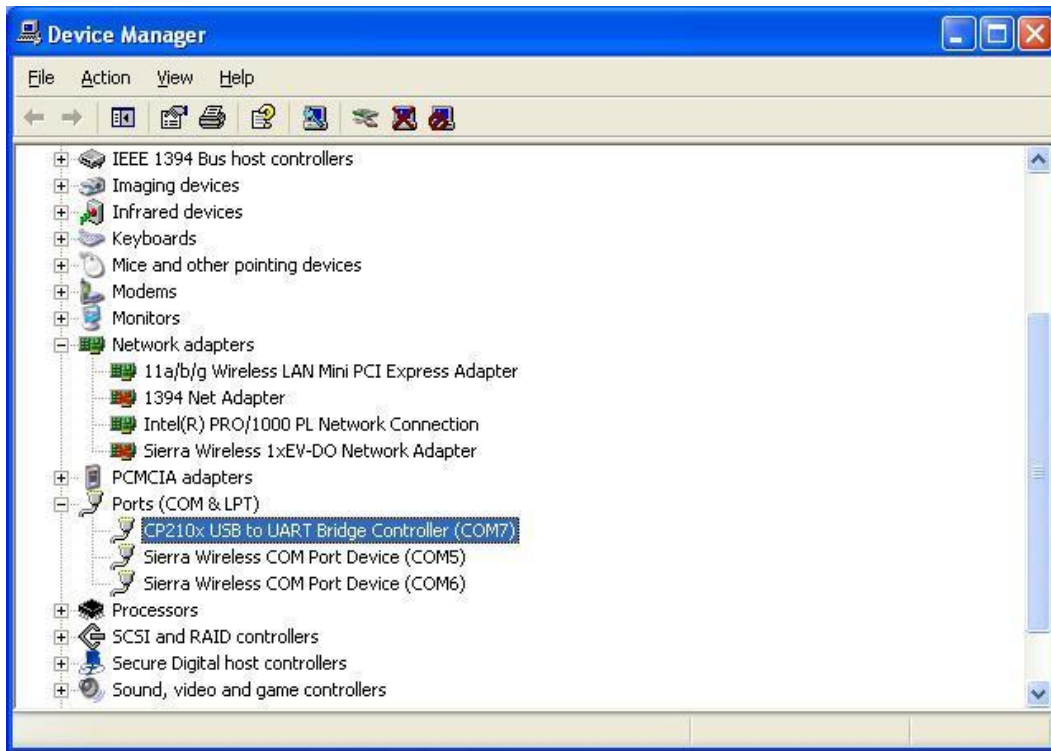 Device Manager
File Action View Help
IEEE 1394 Bus host controllers
Imaging devices
Infrared devices
Keyboards
Mice and other pointing devices
Modems
Monitors
Network adapters
11a/b/g Wireless LAN Mini PCI Express Adapter
1394 Net Adapter
Intel(R) PRO/1000 PL Network Connection
Sierra Wireless 1xEV-DO Network Adapter
PCMCIA adapters
Ports (COM & LPT)
CP210x USB to UART Bridge Controller (COM7)
Sierra Wireless COM Port Device (COM5)
Sierra Wireless COM Port Device (COM6)
Processors
SCSI and RAID controllers
Secure Digital host controllers
Sound, video and game controllers